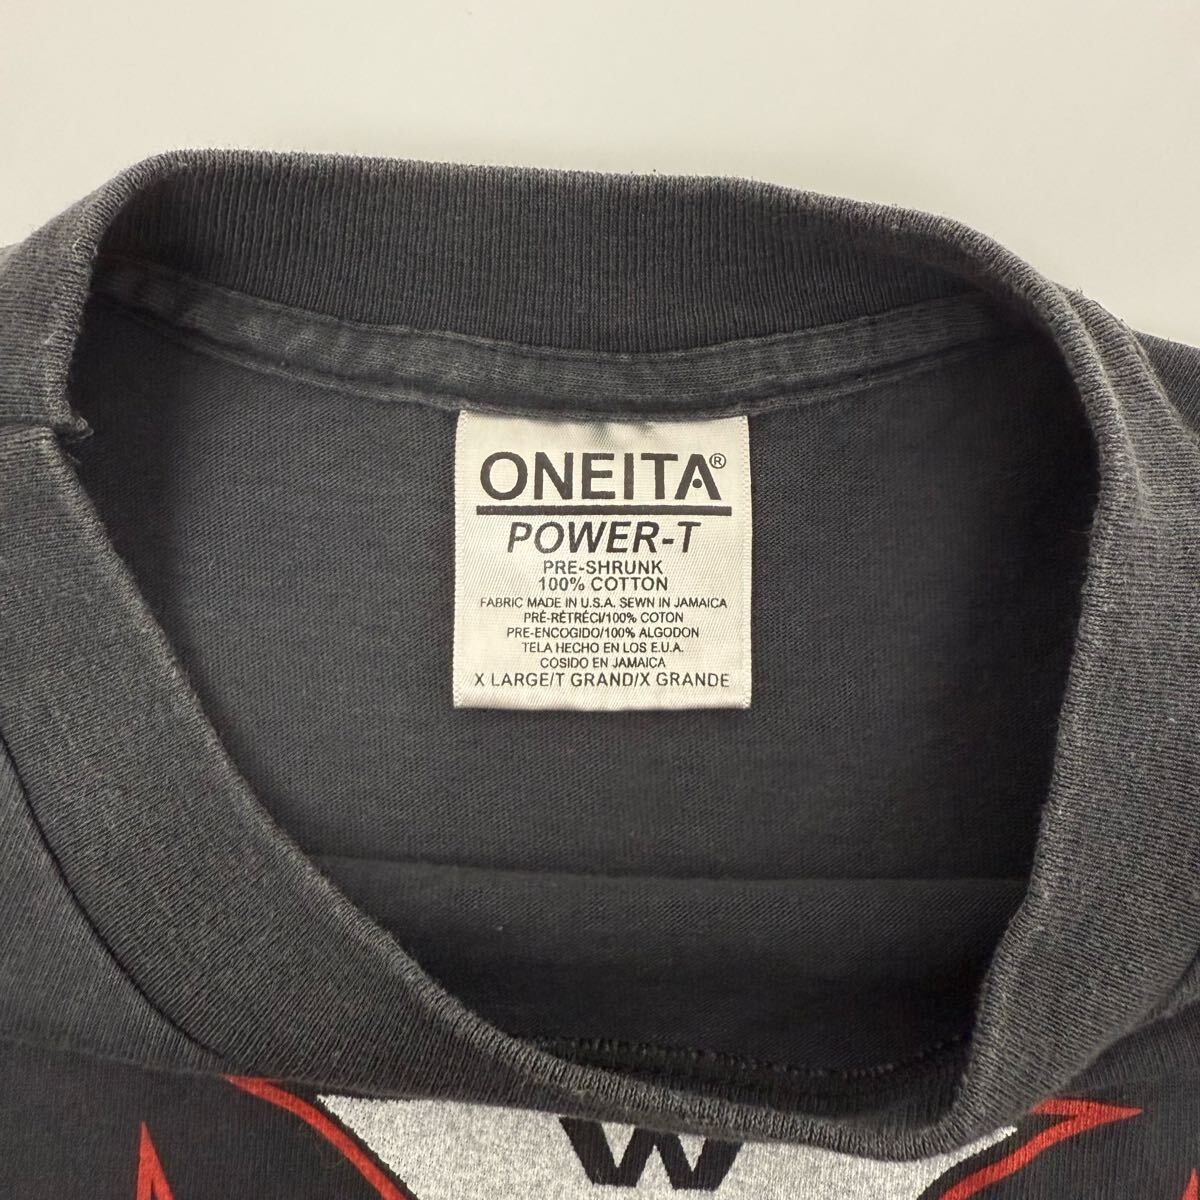 ONEITA®
POWER-T
PRE-SHRUNK
100% COTTON
FABRIC MADE IN U.S.A. SEWN IN JAMAICA
PRÉ-RÉTRÉCI/100% COTON
PRE-ENCOGIDO/100% ALGODON
TELA HECHO EN LOS E.U.A.
COSIDO EN JAMAICA
X LARGE/T GRAND/X GRANDE
W